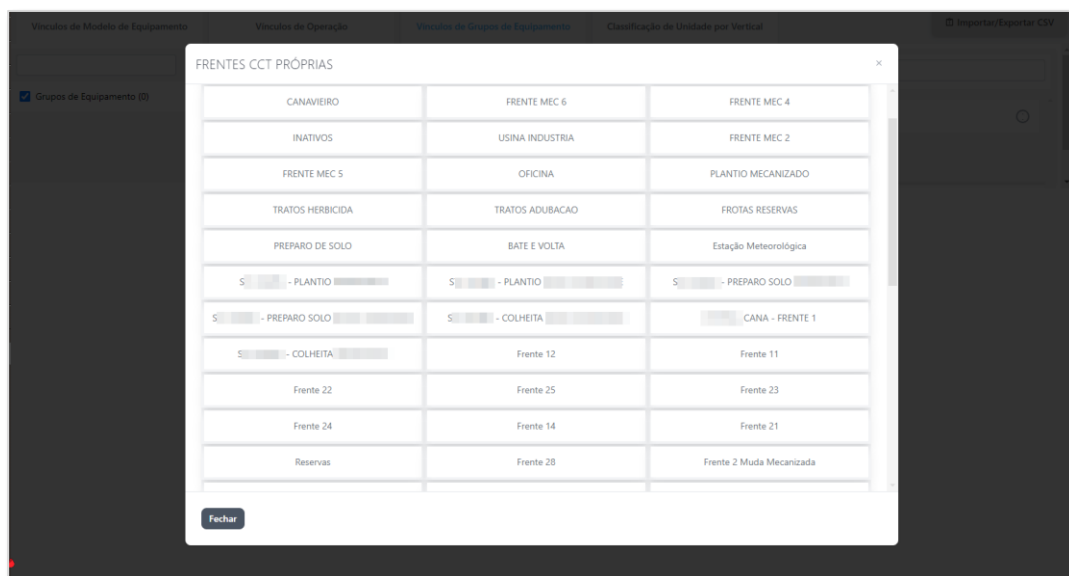 Vinculos de Modelo de Equipamento Vinculos de Operação Vinculos de Grupos de Equipamento Classificação de Unidade por Vertical Importar/Exportar CSV
FRENTES CCT PRÓPRIAS ×
Grupos de Equipamento (0)
CANAVIEIRO FRENTE MEC 6 FRENTE MEC 4
INATIVOS USINA INDUSTRIA FRENTE MEC 2
FRENTE MEC 5 OFICINA PLANTIO MECANIZADO
TRATOS HERBICIDA TRATOS ADUBACAO FROTAS RESERVAS
PREPARO DE SOLO BATE E VOLTA Estação Meteorológica
S - PLANTIO S - PLANTIO S - PREPARO SOLO
S - PREPARO SOLO S - COLHEITA CANA - FRENTE 1
S - COLHEITA Frente 12 Frente 11
Frente 22 Frente 25 Frente 23
Frente 24 Frente 14 Frente 21
Reservas Frente 28 Frente 2 Muda Mecanizada
Fechar